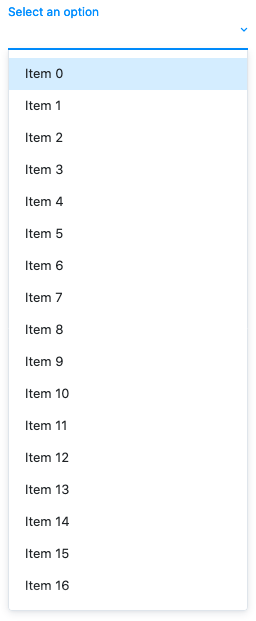 Select an option
Item 0
Item 1
Item 2
Item 3
Item 4
Item 5
Item 6
Item 7
Item 8
Item 9
Item 10
Item 11
Item 12
Item 13
Item 14
Item 15
Item 16